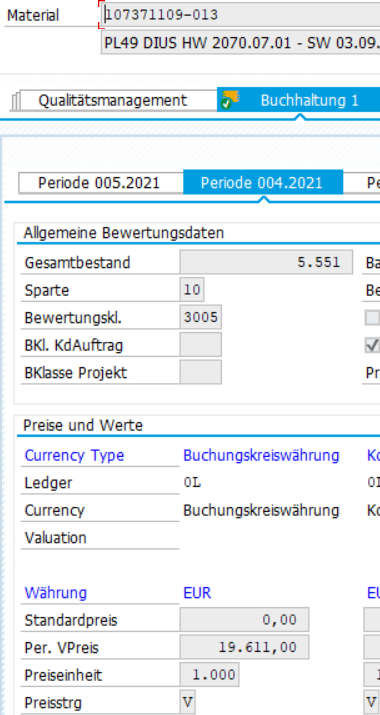 Material 107371109-013
PL49 DIUS HW 2070.07.01 - SW 03.09.
Qualitätsmanagement Buchhaltung 1
Periode 005.2021 Periode 004.2021 Pe
Allgemeine Bewertungsdaten
Gesamtbestand 5.551 Ba
Sparte 10 Be
Bewertungskl. 3005
BKl. KdAuftrag
BKlasse Projekt Pr
Preise und Werte
Currency Type Buchungskreiswährung Ko
Ledger 0L 0L
Currency Buchungskreiswährung Ko
Valuation
Währung EUR EU
Standardpreis 0,00
Per. VPreis 19.611,00
Preiseinheit 1.000 1
Preisstrg V V